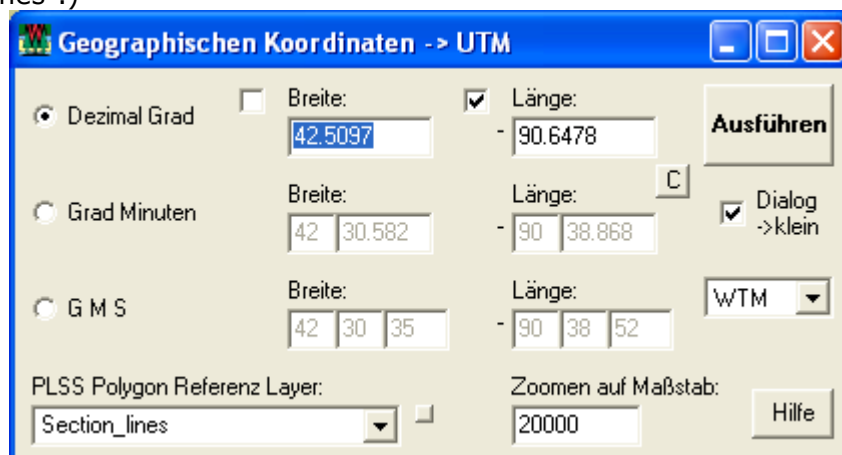 Geographischen Koordinaten -> UTM
Dezimal Grad
Breite:
42.5097
Länge:
- 90.6478
Ausführen
Grad Minuten
Breite:
42 30.582
Länge:
- 90 38.868
C
Dialog
->klein
G M S
Breite:
42 30 35
Länge:
- 90 38 52
WTM
PLSS Polygon Referenz Layer:
Section_lines
Zoomen auf Maßstab:
20000
Hilfe